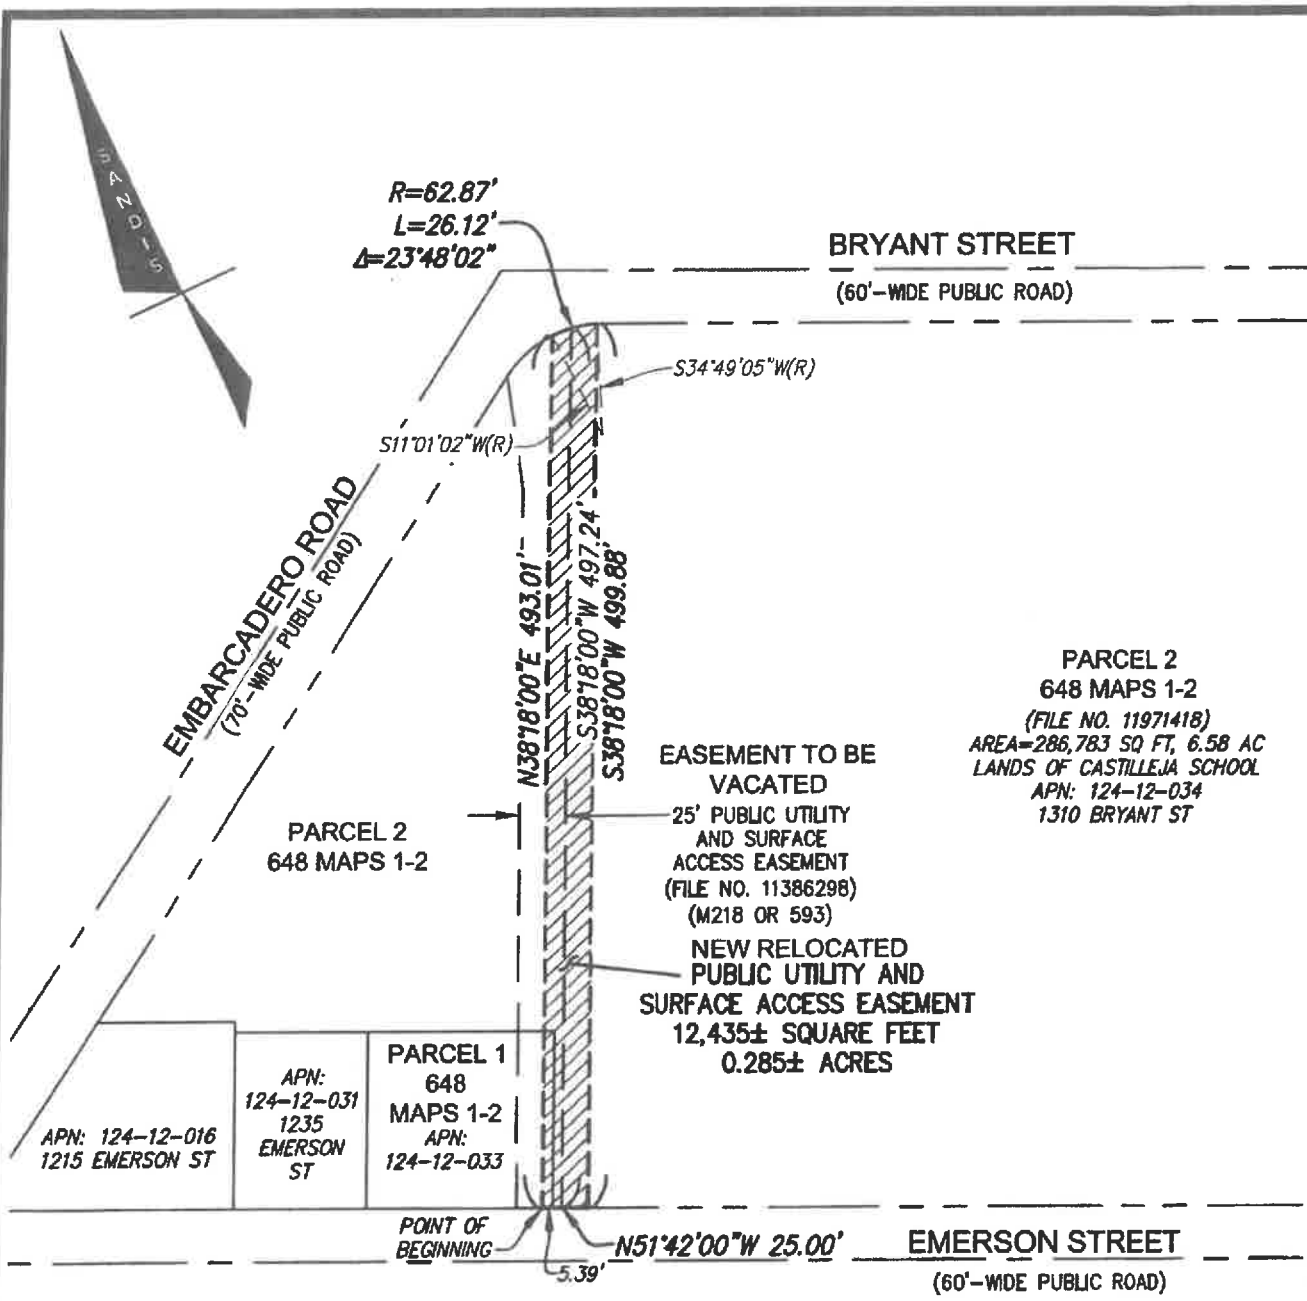 SANDIS
R=62.87'
L=26.12'
Δ=23°48'02"
BRYANT STREET
(60'-WIDE PUBLIC ROAD)
S34°49'05"W(R)
S11°01'02"W(R)
EMBARCADERO ROAD
(70'-WIDE PUBLIC ROAD)
N38°18'00"E 493.01'
S38°18'00"W 497.24'
S38°18'00"W 499.88'
PARCEL 2
648 MAPS 1-2
(FILE NO. 11971418)
AREA=286,783 SQ FT, 6.58 AC
LANDS OF CASTILLEJA SCHOOL
APN: 124-12-034
1310 BRYANT ST
EASEMENT TO BE
VACATED
25' PUBLIC UTILITY
AND SURFACE
ACCESS EASEMENT
(FILE NO. 11386298)
(M218 OR 593)
PARCEL 2
648 MAPS 1-2
NEW RELOCATED
PUBLIC UTILITY AND
SURFACE ACCESS EASEMENT
12,435± SQUARE FEET
0.285± ACRES
PARCEL 1
648
MAPS 1-2
APN:
124-12-033
APN:
124-12-031
1235
EMERSON
ST
APN: 124-12-016
1215 EMERSON ST
POINT OF
BEGINNING
5.39'
N51°42'00"W 25.00'
EMERSON STREET
(60'-WIDE PUBLIC ROAD)